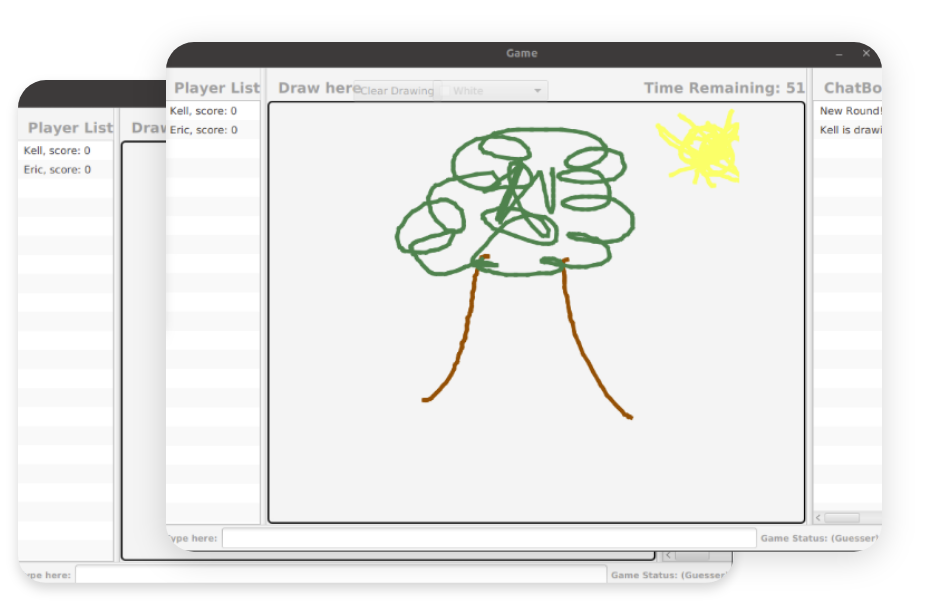 Game
Player List
Draw here
Clear Drawing
White
Time Remaining: 51
ChatBo
Kell, score: 0
Eric, score: 0
New Round!
Kell is drawi
Type here:
Game Status: (Guesser)
Player List
Draw
Kell, score: 0
Eric, score: 0
pe here:
Game Status: (Guesser)